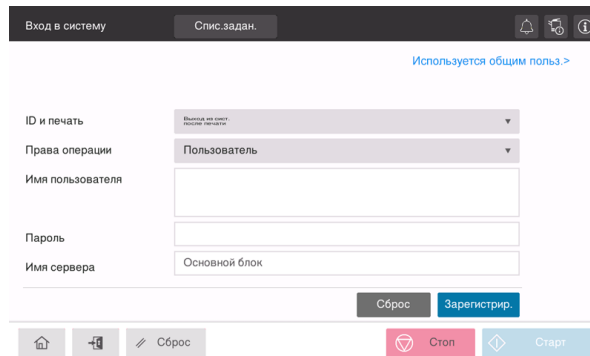 Вход в систему
Спис.задан.
Используется общим польз.>
ID и печать
Выход из сист.
после печати
Права операции
Пользователь
Имя пользователя
Пароль
Имя сервера
Основной блок
Сброс
Зарегистрир.
Сброс
Стоп
Старт